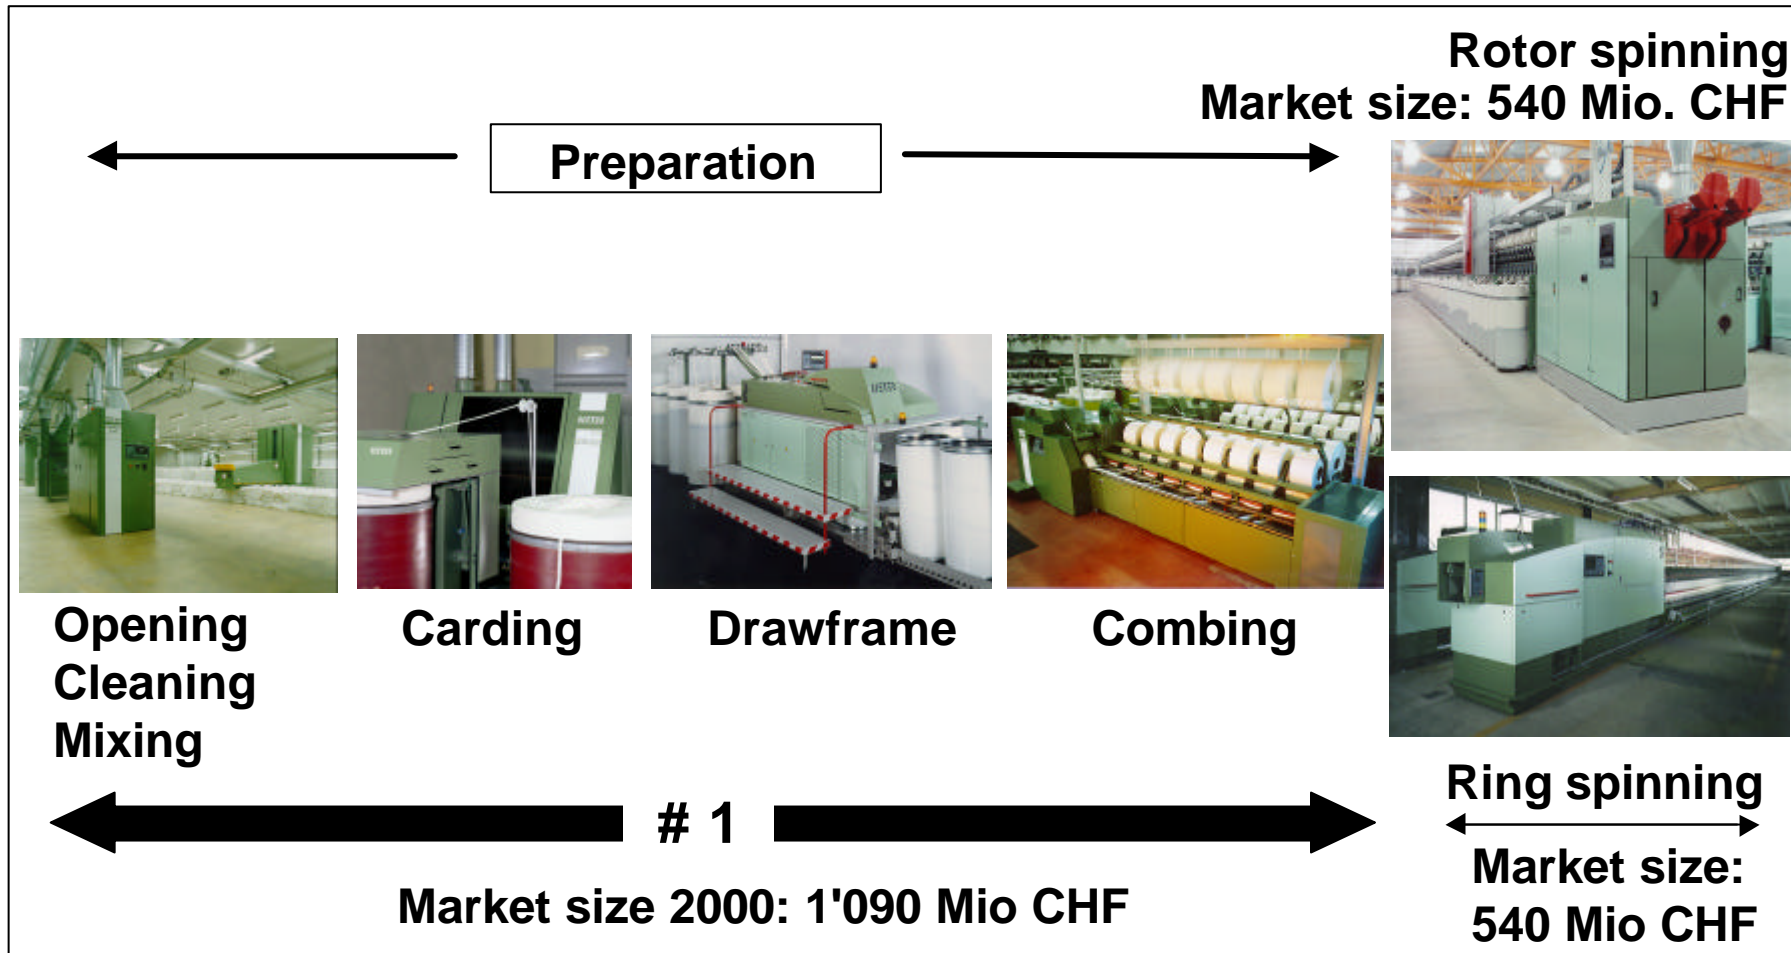 Rotor spinning
Market size: 540 Mio. CHF
Preparation
Opening
Cleaning
Mixing
Carding
Drawframe
Combing
Ring spinning
# 1
Market size 2000: 1'090 Mio CHF
Market size:
540 Mio CHF